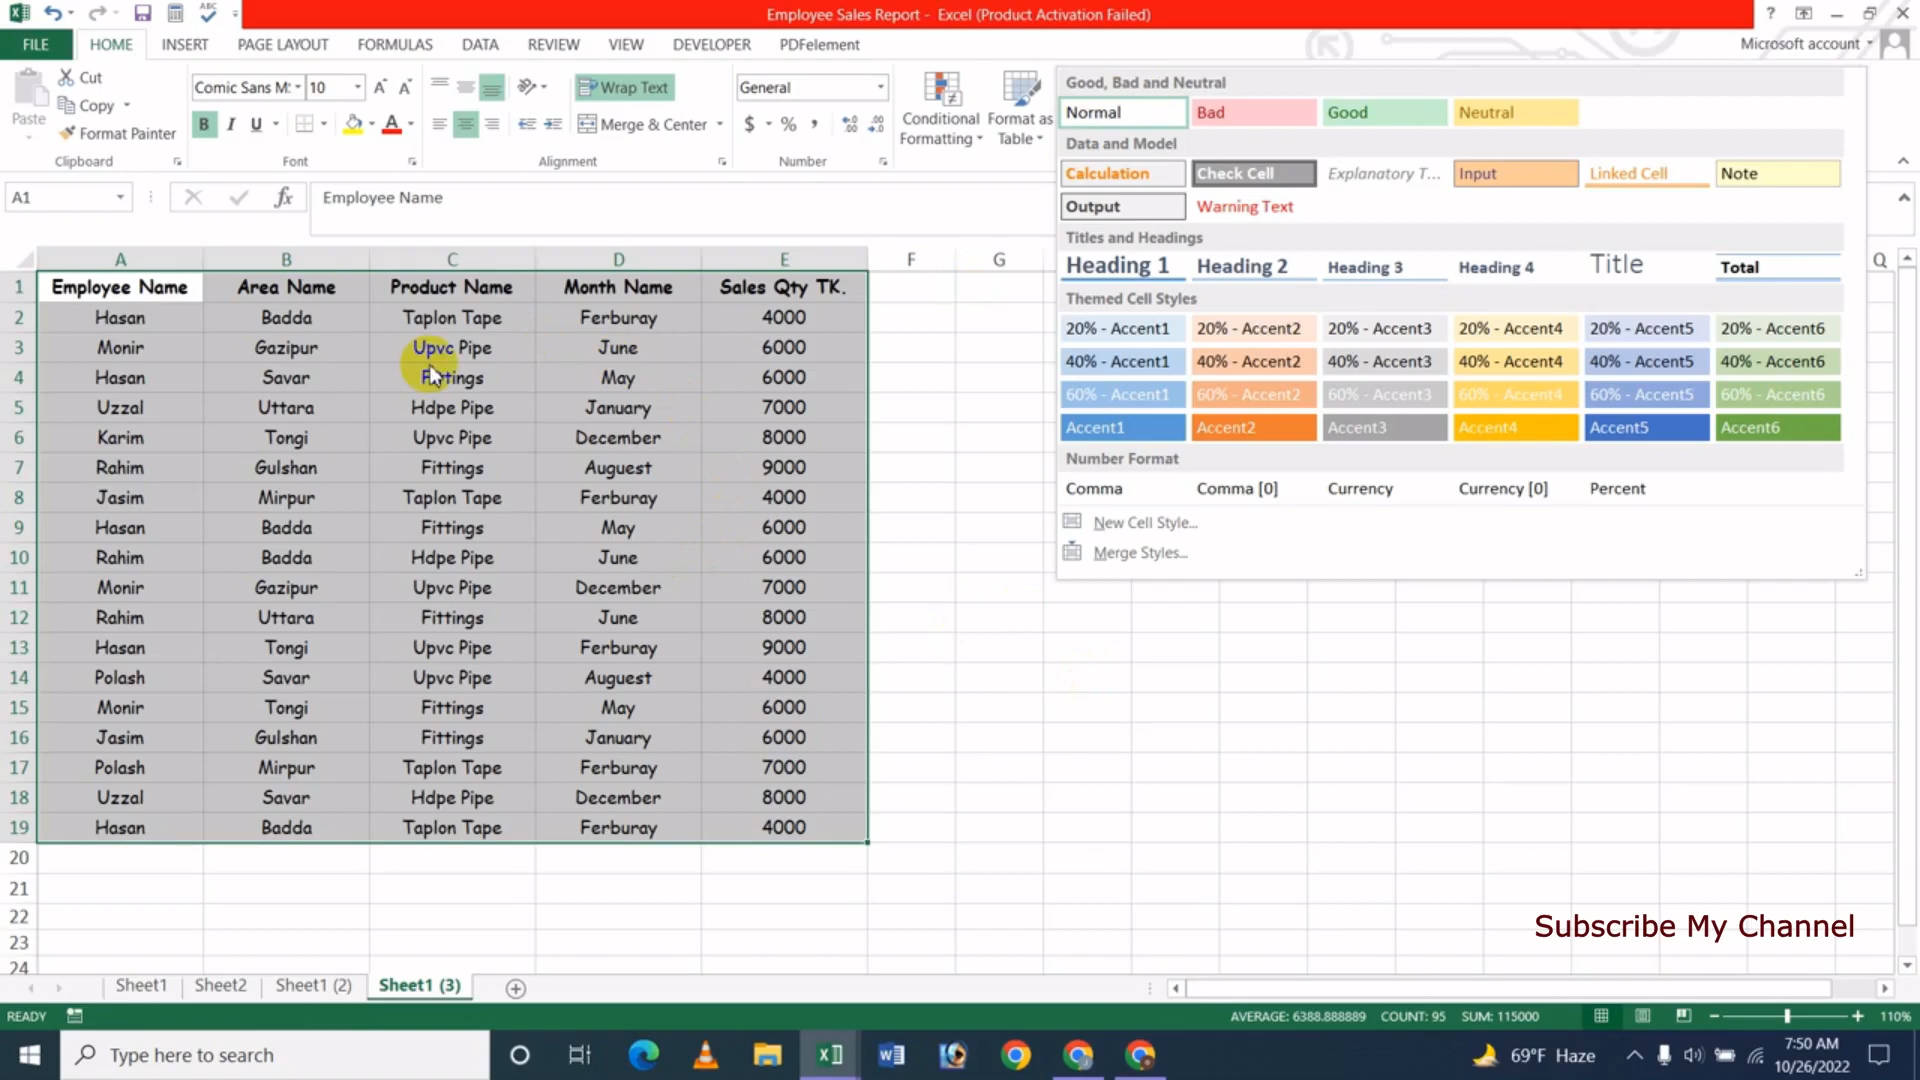 Employee Sales Report - Excel (Product Activation Failed)
FILE HOME INSERT PAGE LAYOUT FORMULAS DATA REVIEW VIEW DEVELOPER PDFelement Microsoft account
Paste Cut Copy Format Painter Clipboard
Comic Sans M: 10 B I U A Font
Wrap Text Merge & Center Alignment
General $ % , Number
Conditional Formatting Format as Table
Good, Bad and Neutral
Normal Bad Good Neutral
Data and Model
Calculation Check Cell Explanatory T... Input Linked Cell Note
Output Warning Text
Titles and Headings
Heading 1 Heading 2 Heading 3 Heading 4 Title Total
Themed Cell Styles
20% - Accent1 20% - Accent2 20% - Accent3 20% - Accent4 20% - Accent5 20% - Accent6
40% - Accent1 40% - Accent2 40% - Accent3 40% - Accent4 40% - Accent5 40% - Accent6
60% - Accent1 60% - Accent2 60% - Accent3 60% - Accent4 60% - Accent5 60% - Accent6
Accent1 Accent2 Accent3 Accent4 Accent5 Accent6
Number Format
Comma Comma [0] Currency Currency [0] Percent
New Cell Style...
Merge Styles...
A1 fx Employee Name
A B C D E F G Q
1 Employee Name Area Name Product Name Month Name Sales Qty TK.
2 Hasan Badda Taplon Tape Ferburay 4000
3 Monir Gazipur Upvc Pipe June 6000
4 Hasan Savar Fittings May 6000
5 Uzzal Uttara Hdpe Pipe January 7000
6 Karim Tongi Upvc Pipe December 8000
7 Rahim Gulshan Fittings Auguest 9000
8 Jasim Mirpur Taplon Tape Ferburay 4000
9 Hasan Badda Fittings May 6000
10 Rahim Badda Hdpe Pipe June 6000
11 Monir Gazipur Upvc Pipe December 7000
12 Rahim Uttara Fittings June 8000
13 Hasan Tongi Upvc Pipe Ferburay 9000
14 Polash Savar Upvc Pipe Auguest 4000
15 Monir Tongi Fittings May 6000
16 Jasim Gulshan Fittings January 6000
17 Polash Mirpur Taplon Tape Ferburay 7000
18 Uzzal Savar Hdpe Pipe December 8000
19 Hasan Badda Taplon Tape Ferburay 4000
20
21
22
23
24
Subscribe My Channel
Sheet1 Sheet2 Sheet1 (2) Sheet1 (3)
READY AVERAGE: 6388.888889 COUNT: 95 SUM: 115000 110%
Type here to search 69°F Haze 7:50 AM
10/26/2022